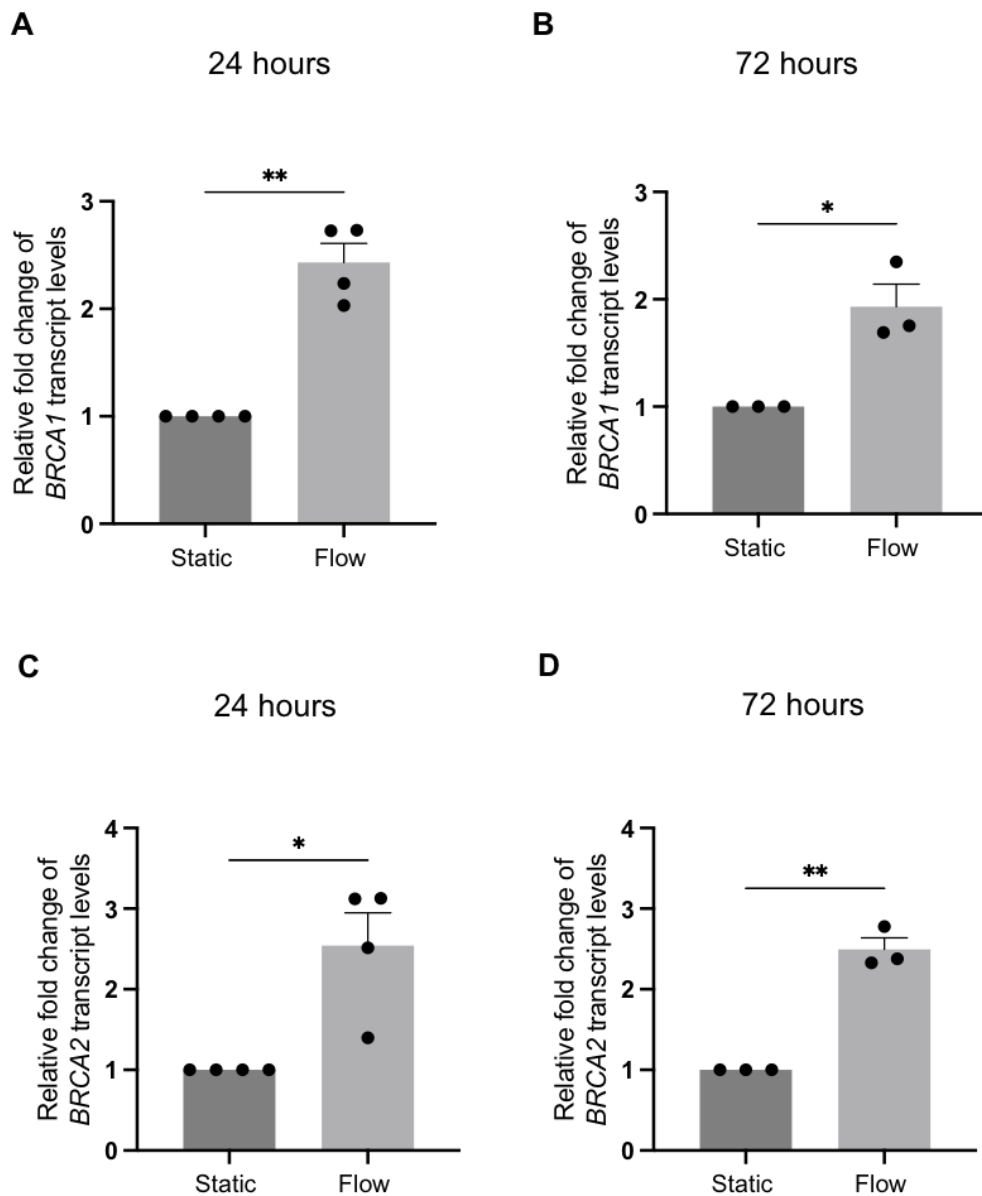 A
24 hours
**
3
2
1
0
Relative fold change of
BRCA1 transcript levels
Static Flow
B
72 hours
*
3
2
1
0
Relative fold change of
BRCA1 transcript levels
Static Flow
C
24 hours
*
4
3
2
1
0
Relative fold change of
BRCA2 transcript levels
Static Flow
D
72 hours
**
4
3
2
1
0
Relative fold change of
BRCA2 transcript levels
Static Flow